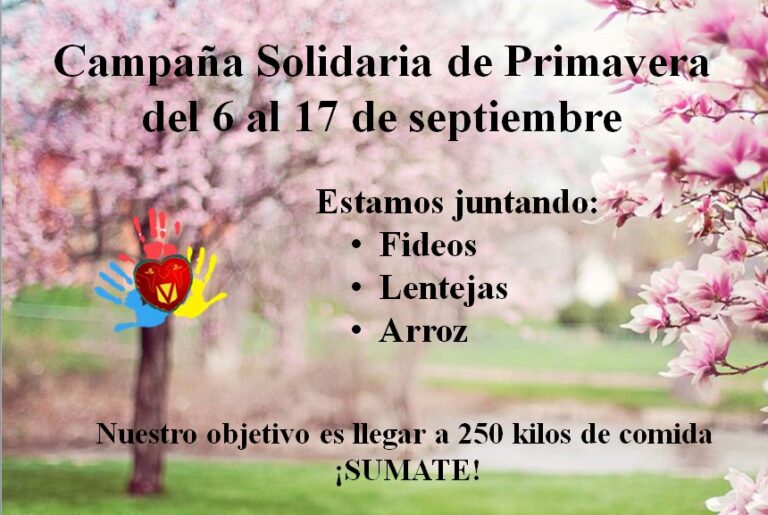 Campaña Solidaria de Primavera
del 6 al 17 de septiembre
Estamos juntando:
• Fideos
• Lentejas
• Arroz
Nuestro objetivo es llegar a 250 kilos de comida
¡SUMATE!